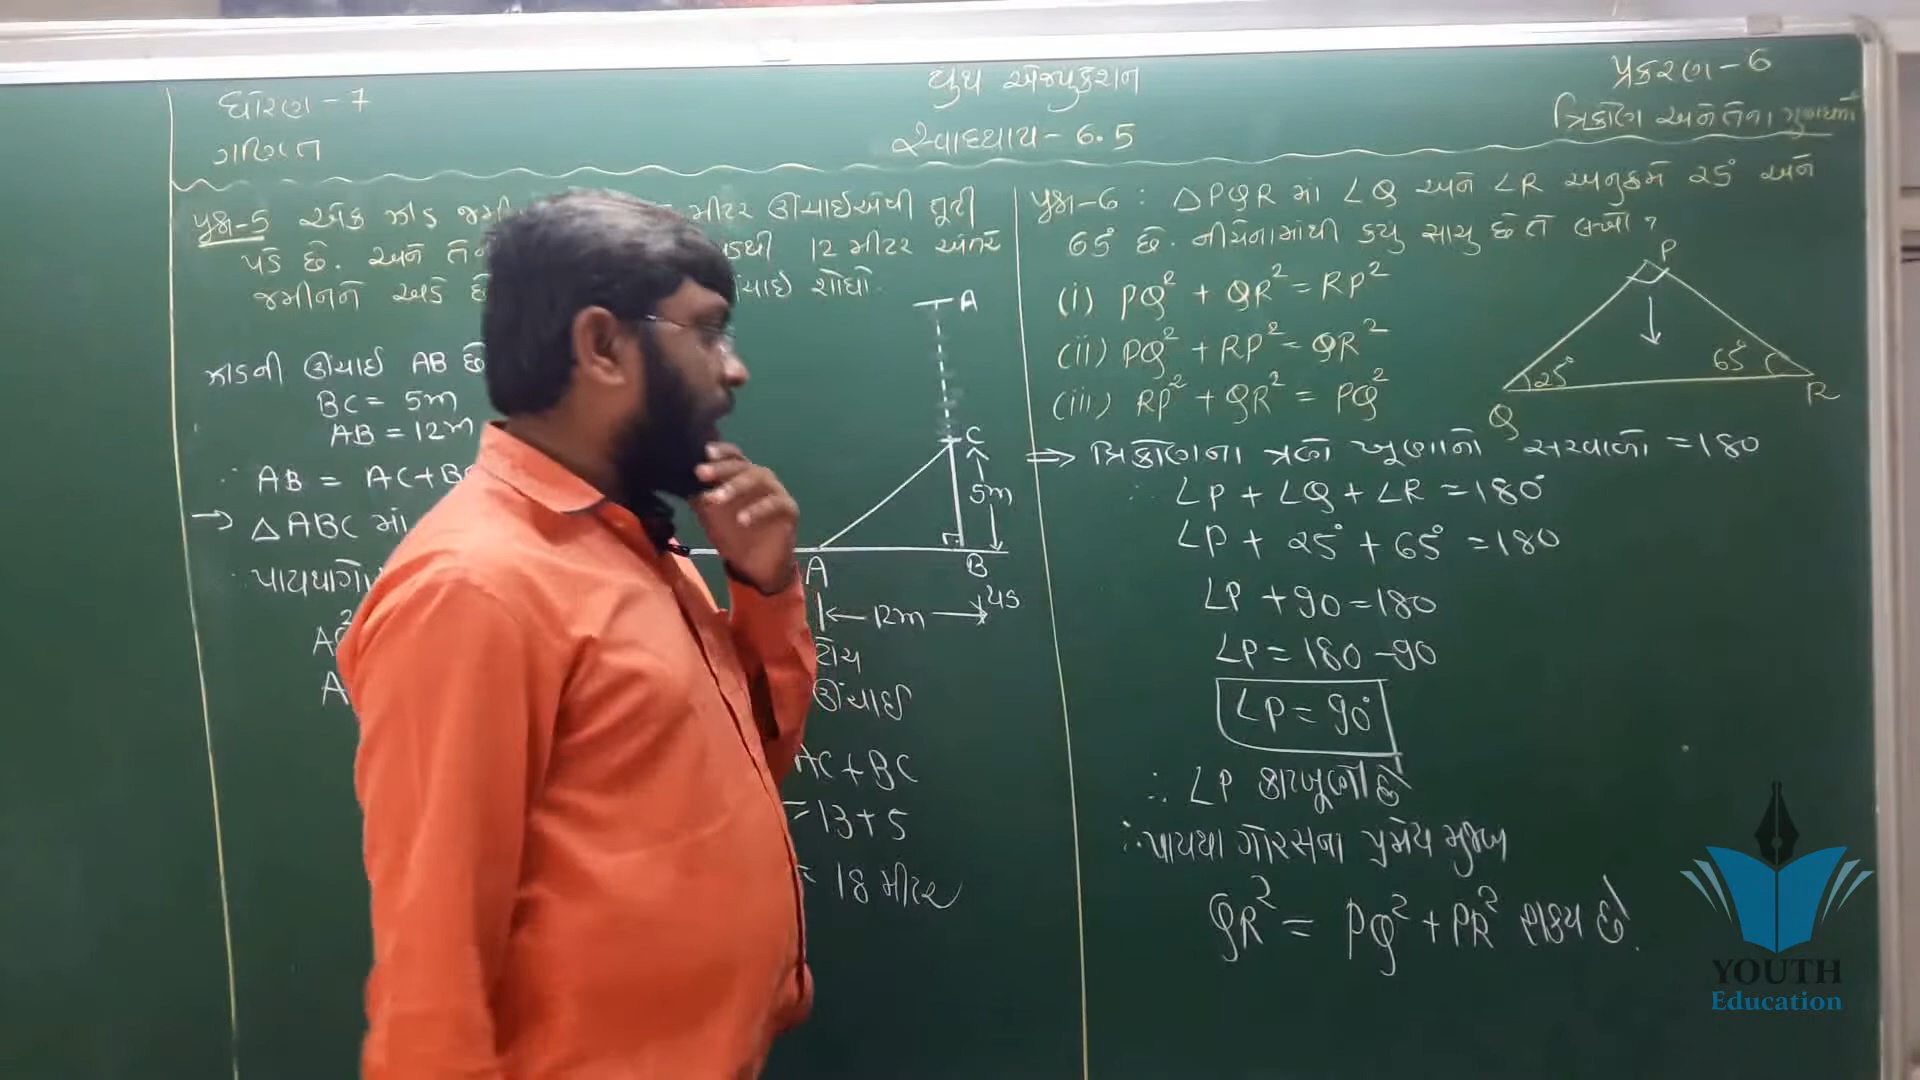 ધોરણ - 7
ગણિત
યુથ એજ્યુકેશન
સ્વાધ્યાય - 6.5
પ્રકરણ - 6
ત્રિકોણ અને તેના ગુણધર્મ
પ્રશ્ન-5 એક ઝાડ મીટર ઊંચાઈએથી તૂટી
પડે છે. અને 12 મીટર અંતરે
જમીનને અડે શોધો.
ઝાડની ઊંચાઈ AB છે
BC = 5m
AB = 12m
∴ AB = AC + B
→ △ABC માં
A
C
5m
A
B
12m
A
ઊંચાઈ
AC + BC
= 13 + 5
= 18 મીટર
પ્રશ્ન-6 : △PQR માં ∠Q અને ∠R અનુક્રમે 25° અને
65° છે. નીચેનામાંથી કયુ સાચુ છે તે લખો ?
(i) PQ² + QR² = RP²
(ii) PQ² + RP² = QR²
(iii) RP² + QR² = PQ²
P
25°
65°
Q
R
⇒ ત્રિકોણના ત્રણે ખૂણાનો સરવાળો = 180
∴ ∠P + ∠Q + ∠R = 180°
∠P + 25° + 65° = 180
∠P + 90 = 180
∠P = 180 - 90
∠P = 90°
∴ ∠P કાટખૂણો છે
∴ પાયથાગોરસના પ્રમેય મુજબ
QR² = PQ² + PR² શક્ય છે.
YOUTH
Education